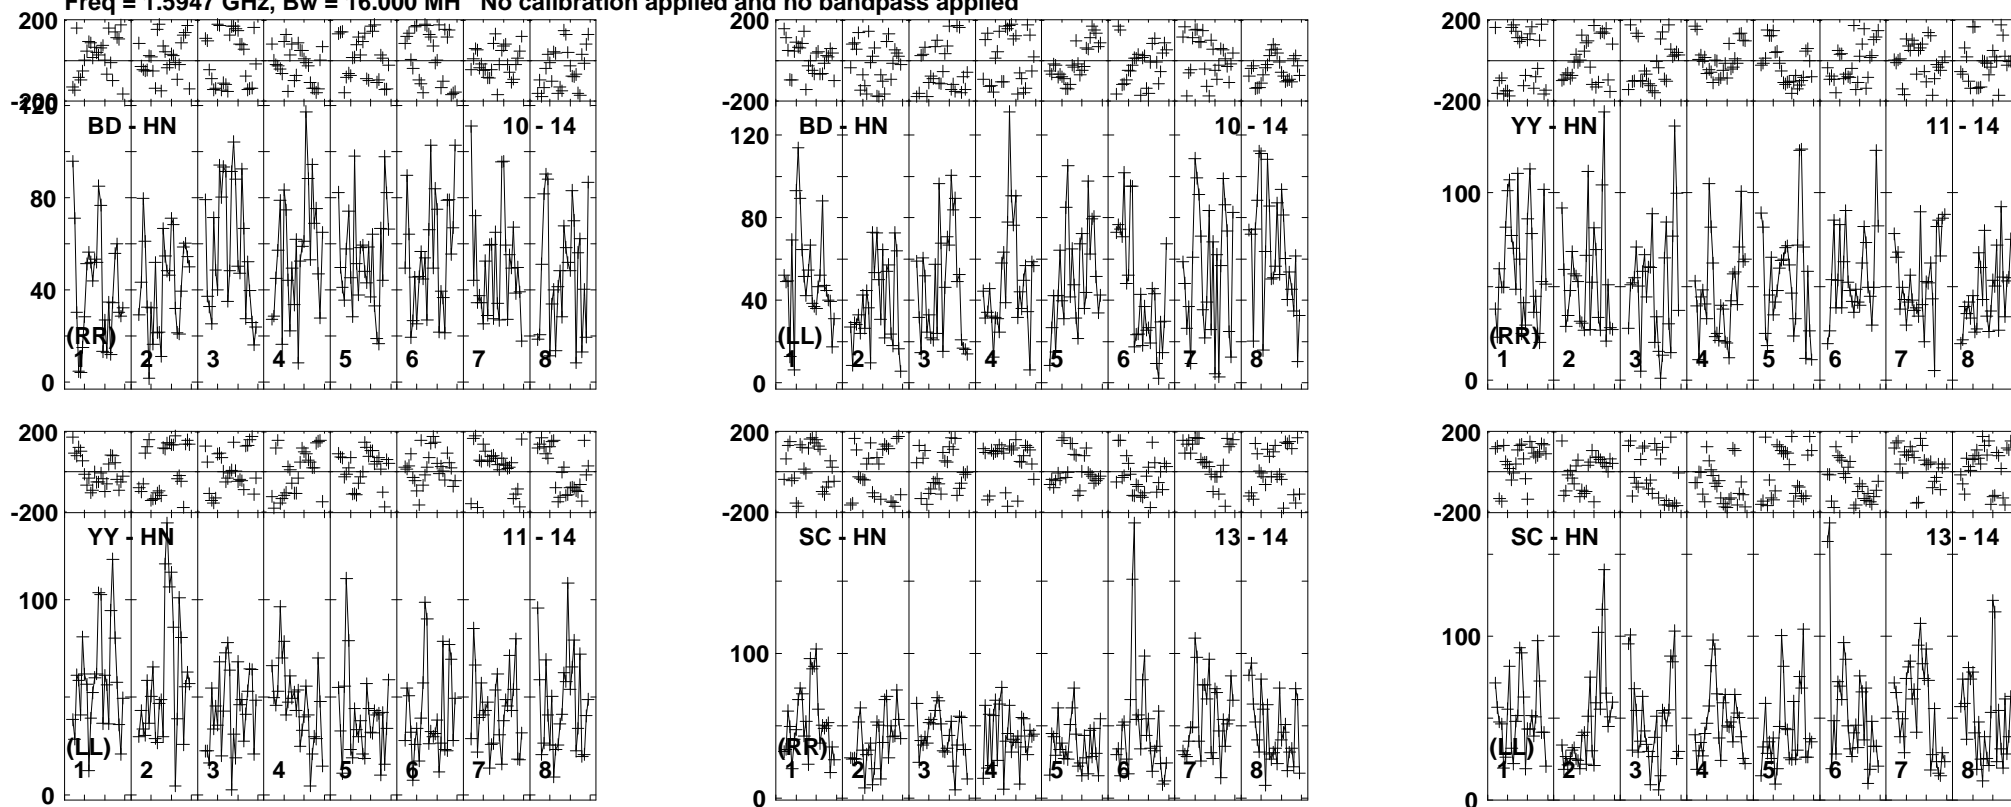 Freq = 1.5947 GHz, Bw = 16.000 MH No calibration applied and no bandpass applied
200
-200
120
80
40
0
BD - HN 10 - 14
(RR)
1 2 3 4 5 6 7 8
200
-200
120
80
40
0
BD - HN 10 - 14
(LL)
1 2 3 4 5 6 7 8
200
-200
100
0
YY - HN 11 - 14
(RR)
1 2 3 4 5 6 7 8
200
-200
100
0
YY - HN 11 - 14
(LL)
1 2 3 4 5 6 7 8
200
-200
100
0
SC - HN 13 - 14
(RR)
1 2 3 4 5 6 7 8
200
-200
100
0
SC - HN 13 - 14
(LL)
1 2 3 4 5 6 7 8